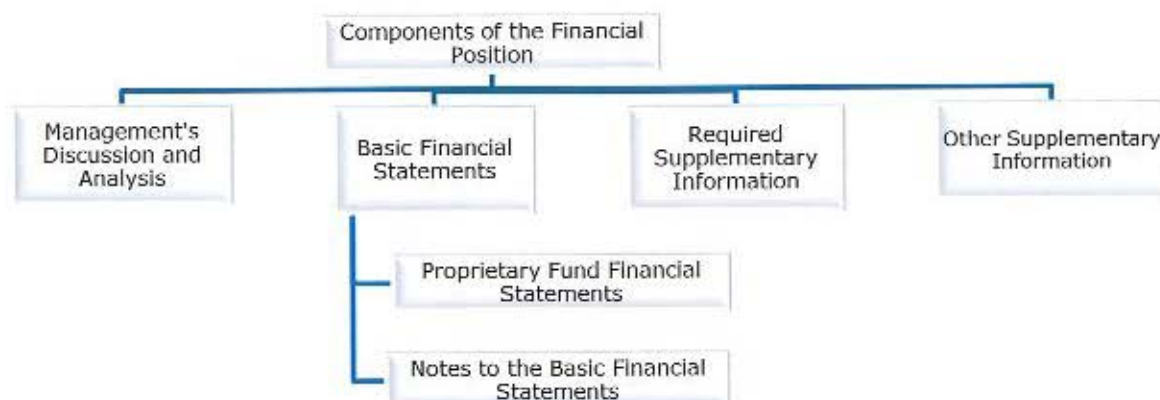 Components of the Financial
Position
Management's
Discussion and
Analysis
Basic Financial
Statements
Required
Supplementary
Information
Other Supplementary
Information
Proprietary Fund Financial
Statements
Notes to the Basic Financial
Statements